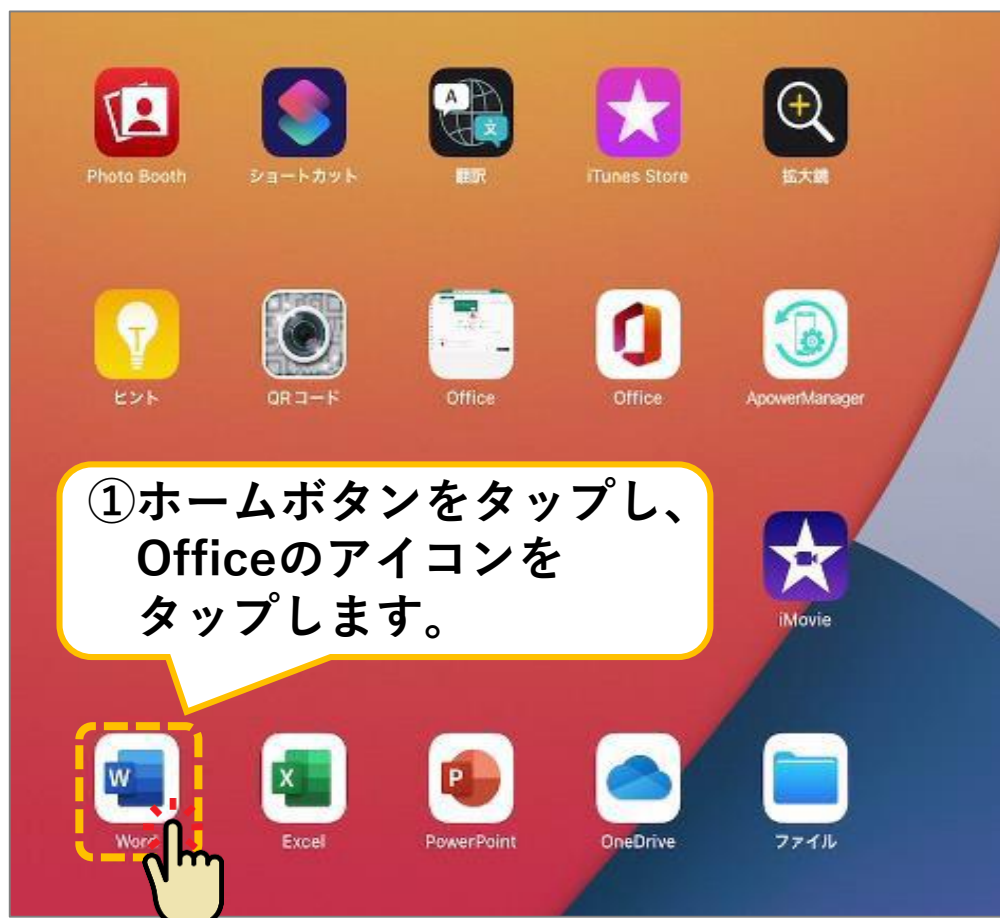 Photo Booth
ショートカット
翻訳
iTunes Store
拡大鏡
ヒント
QRコード
Office
Office
ApowerManager
①ホームボタンをタップし、
Officeのアイコンを
タップします。
iMovie
Word
Excel
PowerPoint
OneDrive
ファイル